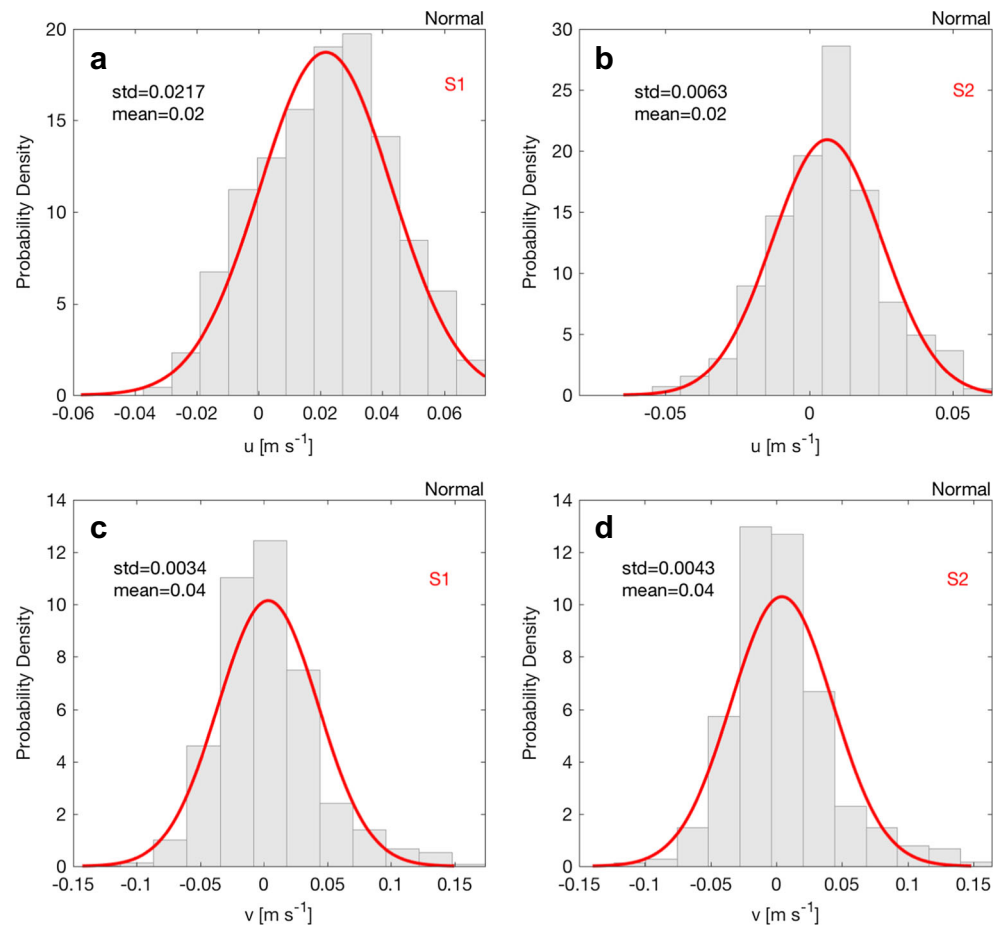 Normal
a
std=0.0217
mean=0.02
S1
Probability Density
20
15
10
5
0
-0.06
-0.04
-0.02
0
0.02
0.04
0.06
u [m s-1]
Normal
b
std=0.0063
mean=0.02
S2
Probability Density
30
25
20
15
10
5
0
-0.05
0
0.05
u [m s-1]
Normal
c
std=0.0034
mean=0.04
S1
Probability Density
14
12
10
8
6
4
2
0
-0.15
-0.1
-0.05
0
0.05
0.1
0.15
v [m s-1]
Normal
d
std=0.0043
mean=0.04
S2
Probability Density
14
12
10
8
6
4
2
0
-0.15
-0.1
-0.05
0
0.05
0.1
0.15
v [m s-1]